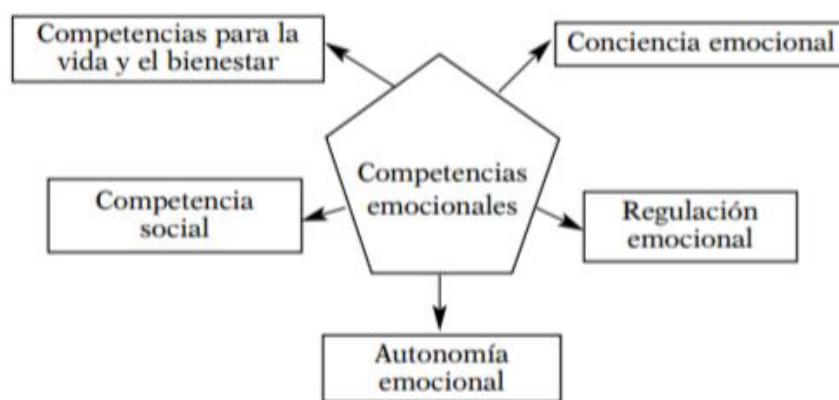 Competencias para la
vida y el bienestar
Conciencia emocional
Competencias
emocionales
Competencia
social
Regulación
emocional
Autonomía
emocional